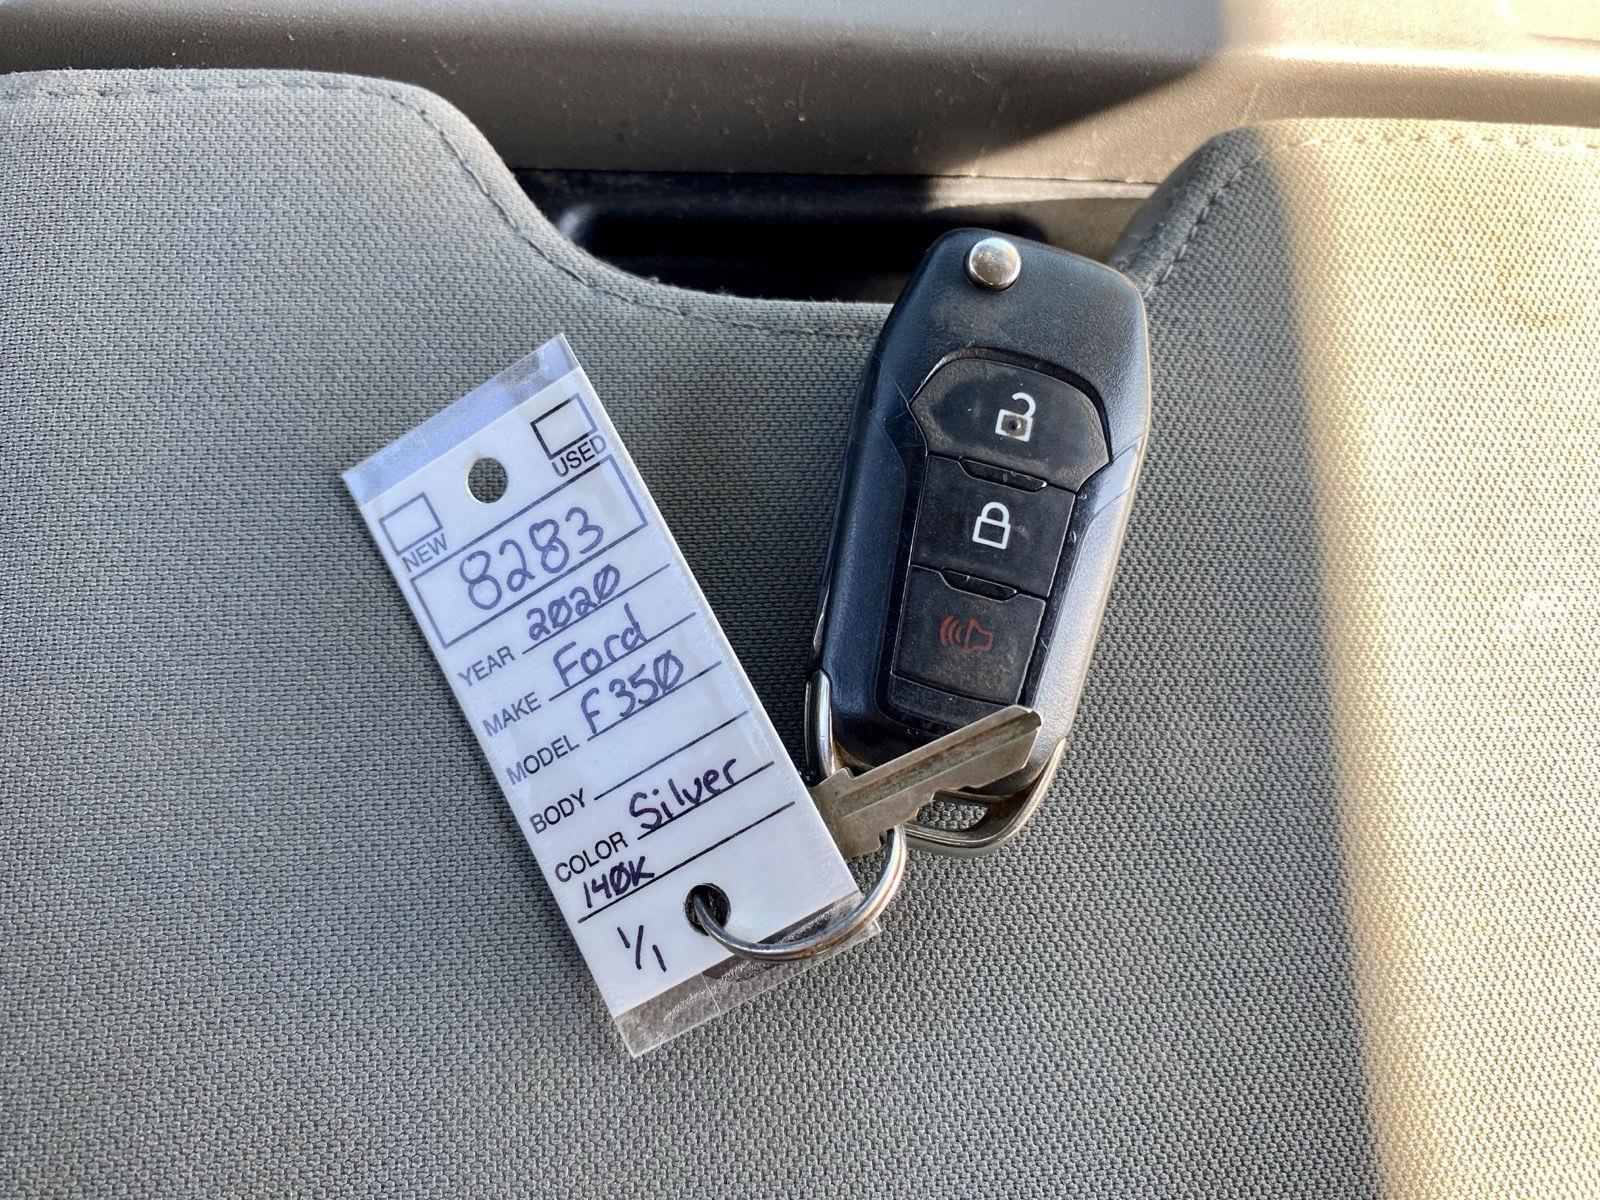 USED
NEW
8283
YEAR 2020
MAKE Ford
MODEL F350
BODY
COLOR Silver
140K
1/1